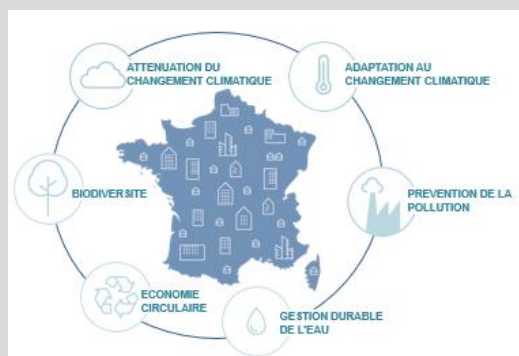 ATTENUATION DU
CHANGEMENT CLIMATIQUE
ADAPTATION AU
CHANGEMENT CLIMATIQUE
BIODIVERSITE
PREVENTION DE LA
POLLUTION
ECONOMIE
CIRCULAIRE
GESTION DURABLE
DE L'EAU